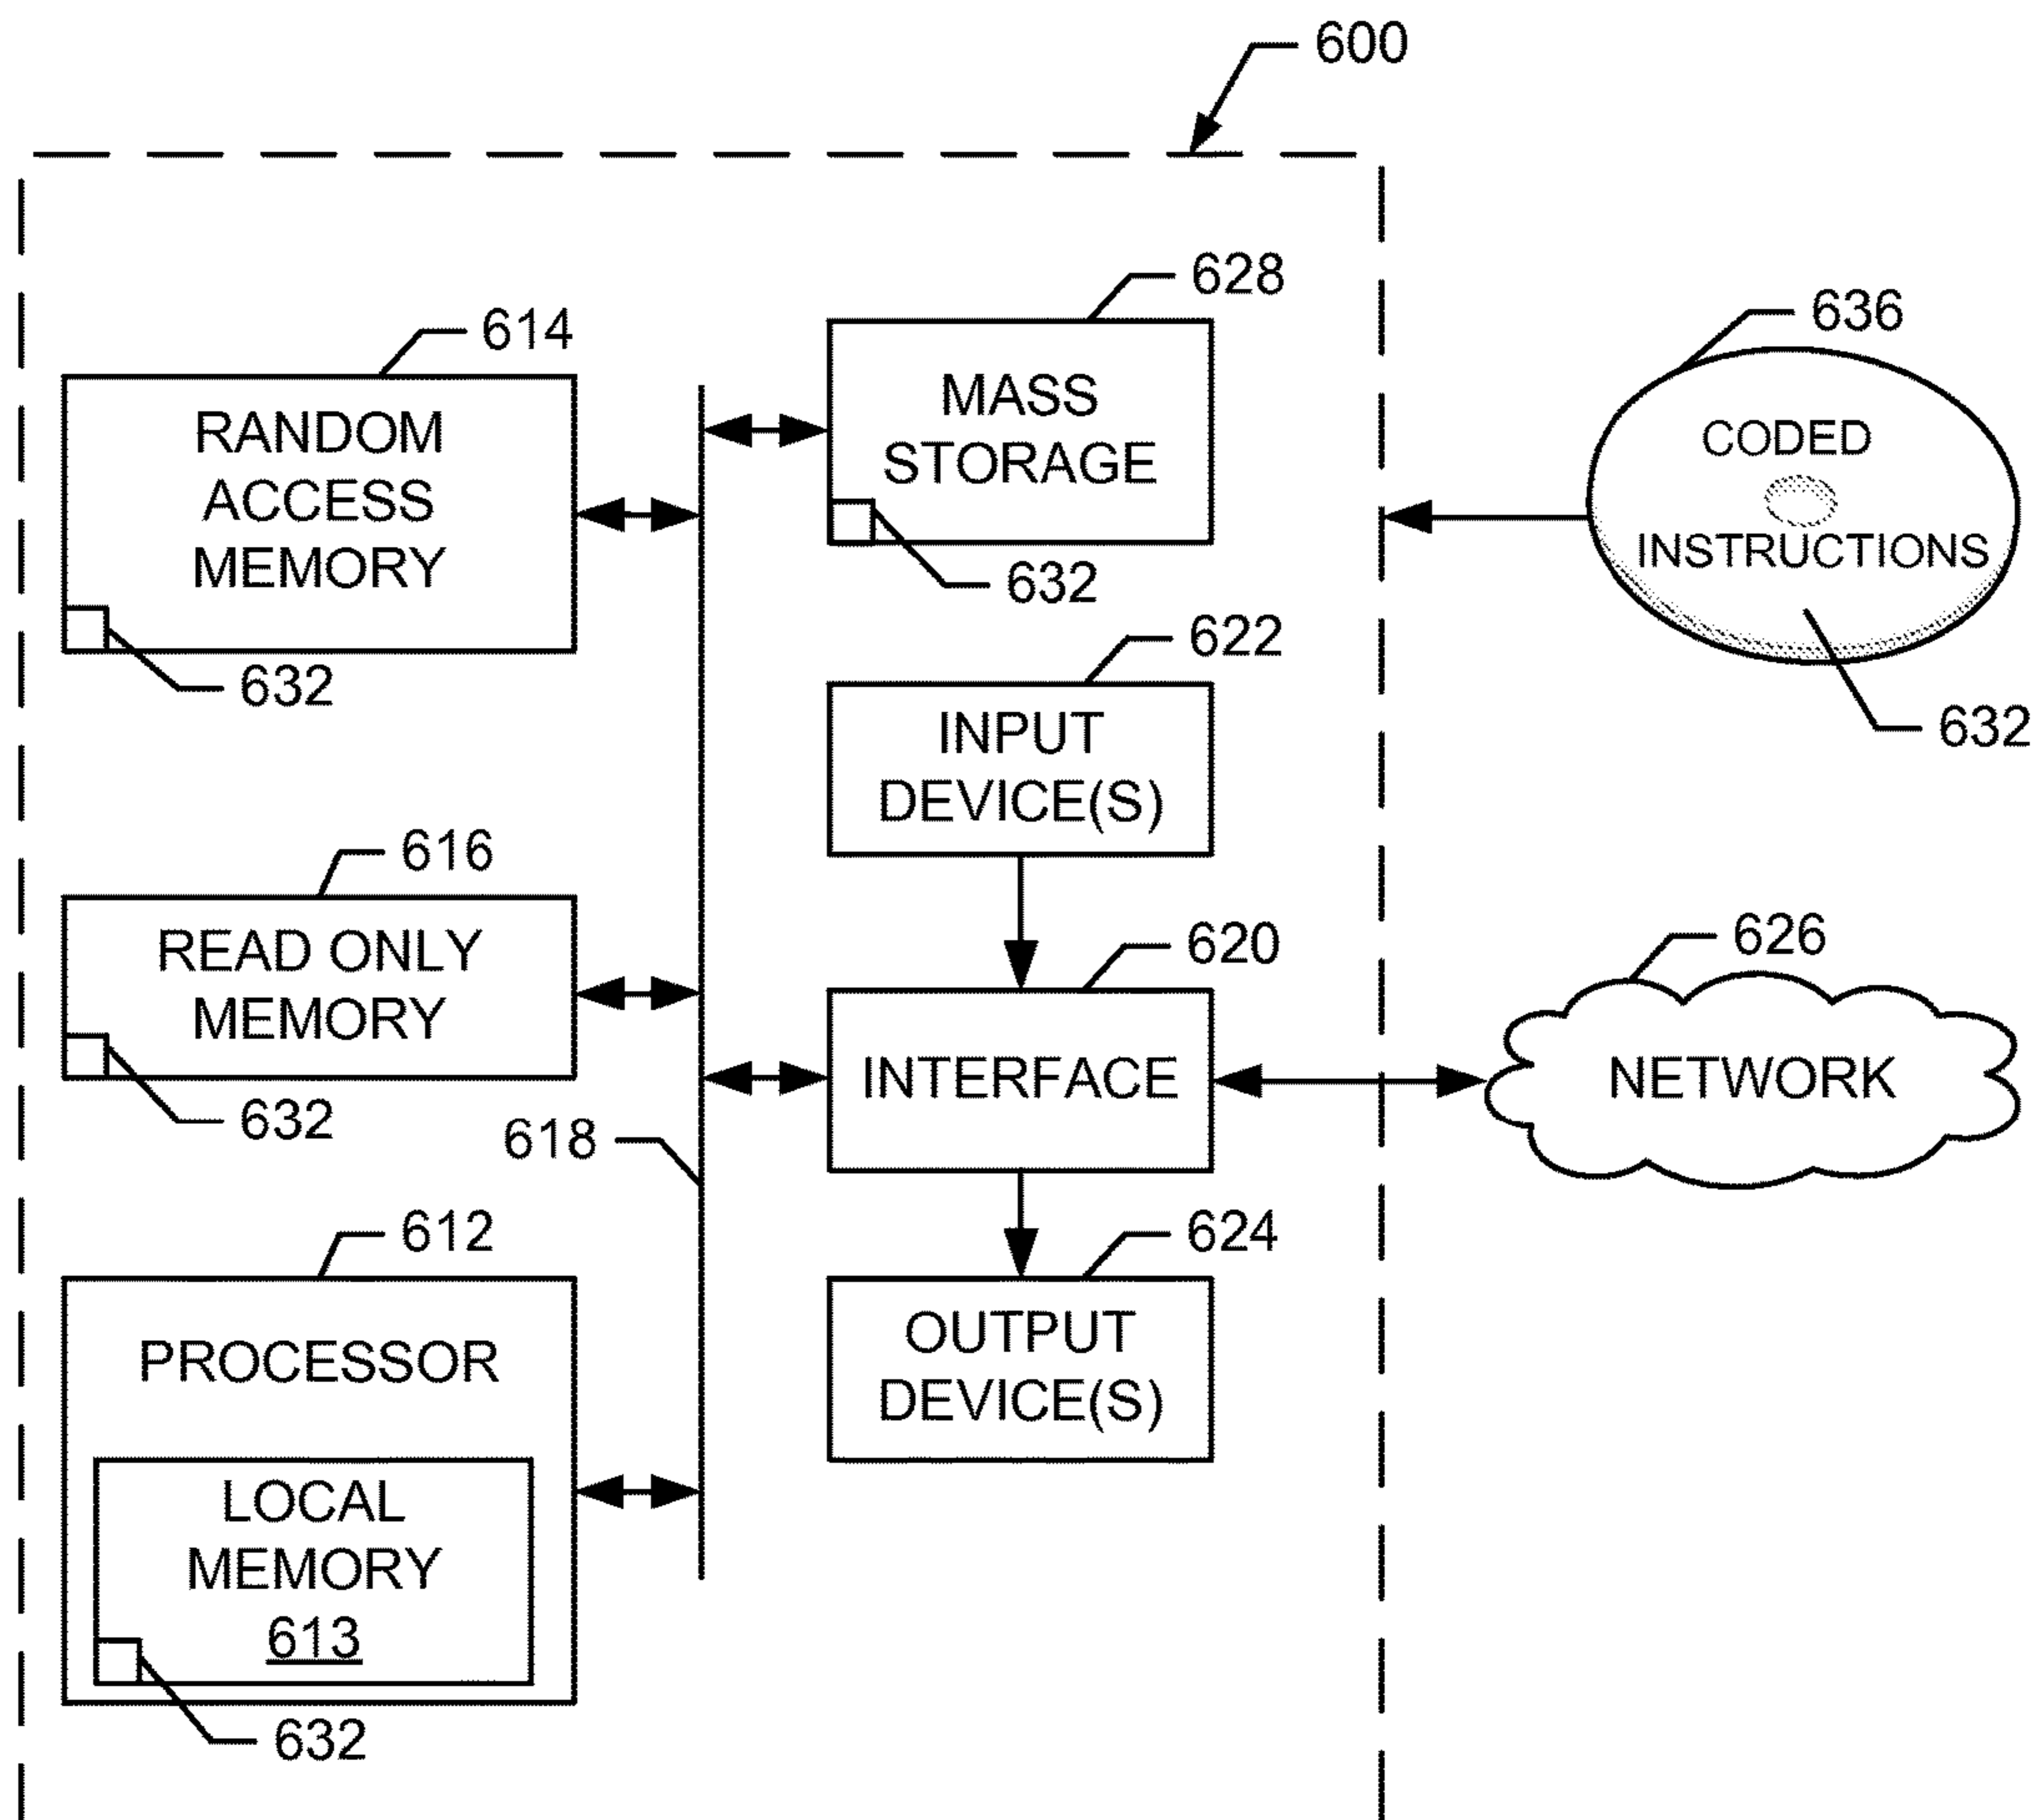 600
628
614
636
MASS
STORAGE
RANDOM
ACCESS
MEMORY
CODED
INSTRUCTIONS
632
622
632
632
INPUT
DEVICE(S)
616
620
626
READ ONLY
MEMORY
INTERFACE
NETWORK
632
618
612
624
PROCESSOR
OUTPUT
DEVICE(S)
LOCAL
MEMORY
613
632